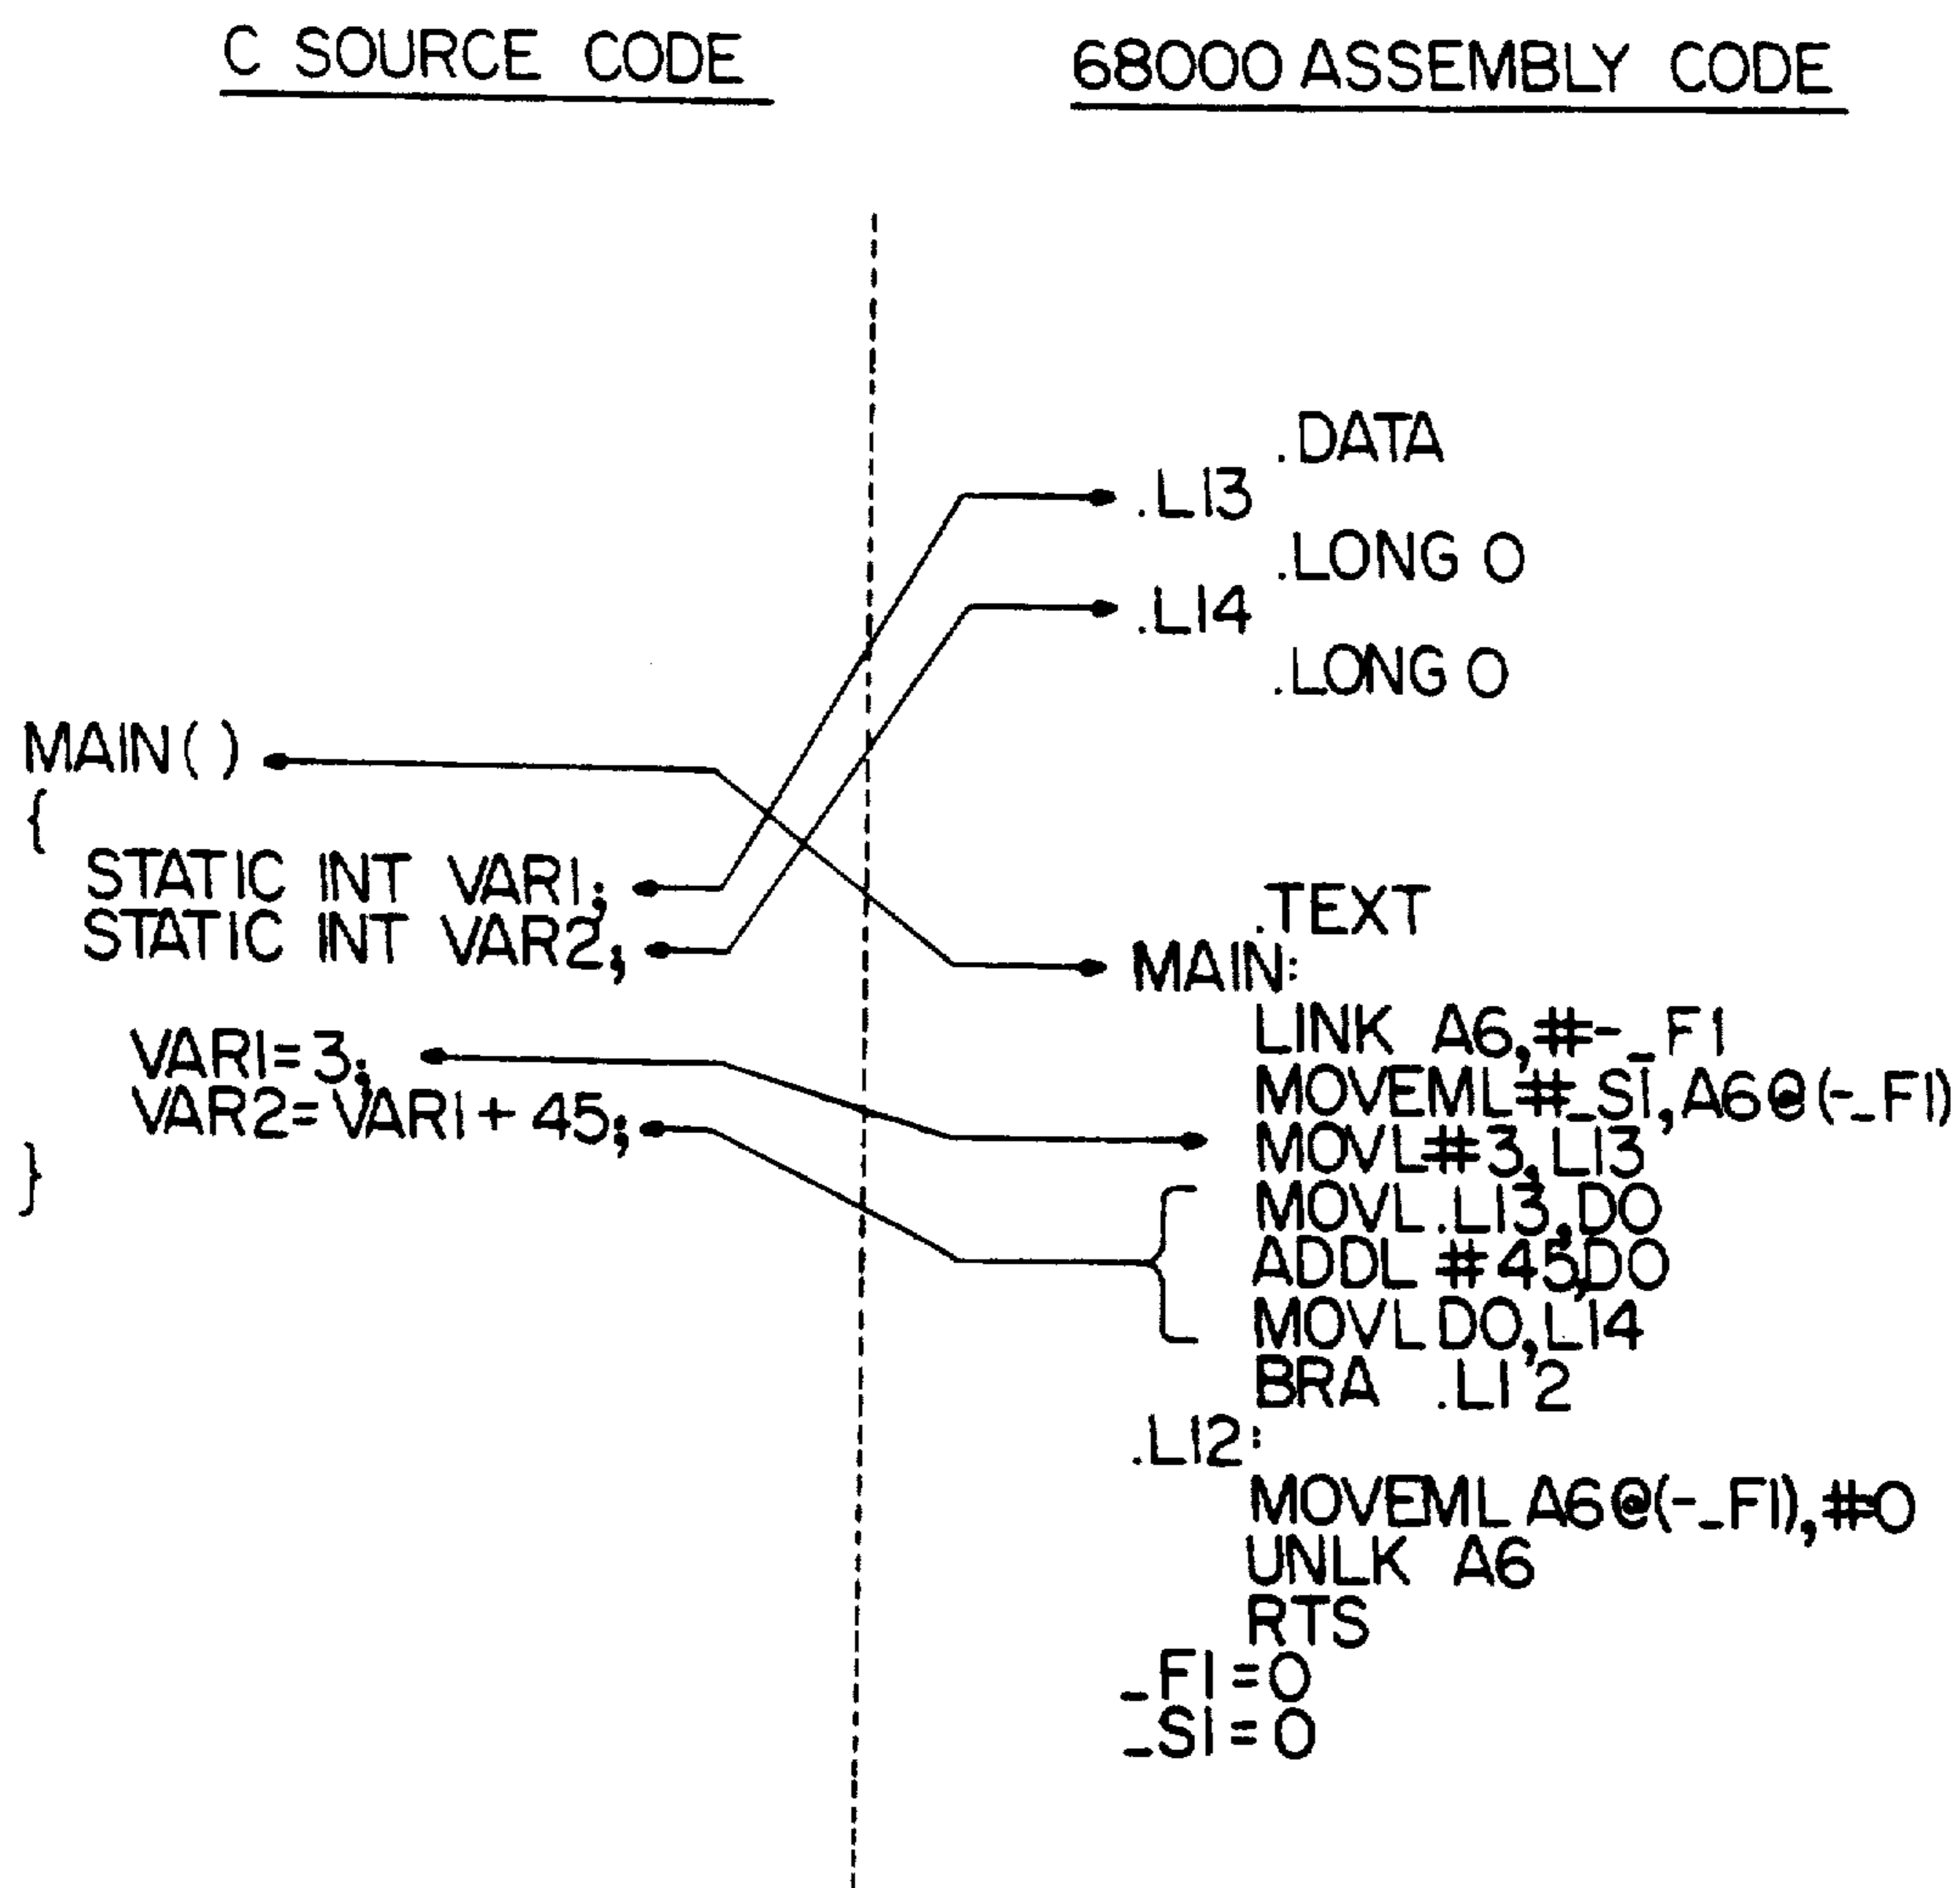 C SOURCE CODE
68000 ASSEMBLY CODE
MAIN()
{
STATIC INT VAR1;
STATIC INT VAR2;
VAR1=3;
VAR2=VAR1+45;
}
.DATA
.L13
.LONG 0
.L14
.LONG 0
.TEXT
MAIN:
LINK A6,#-_F1
MOVEML#_S1,A6@(-_F1)
MOVL#3,L13
MOVL.L13,D0
ADDL #45,D0
MOVLD0,L14
BRA .L12
.L12:
MOVEML A6@(-_F1),#0
UNLK A6
RTS
_F1=0
_S1=0